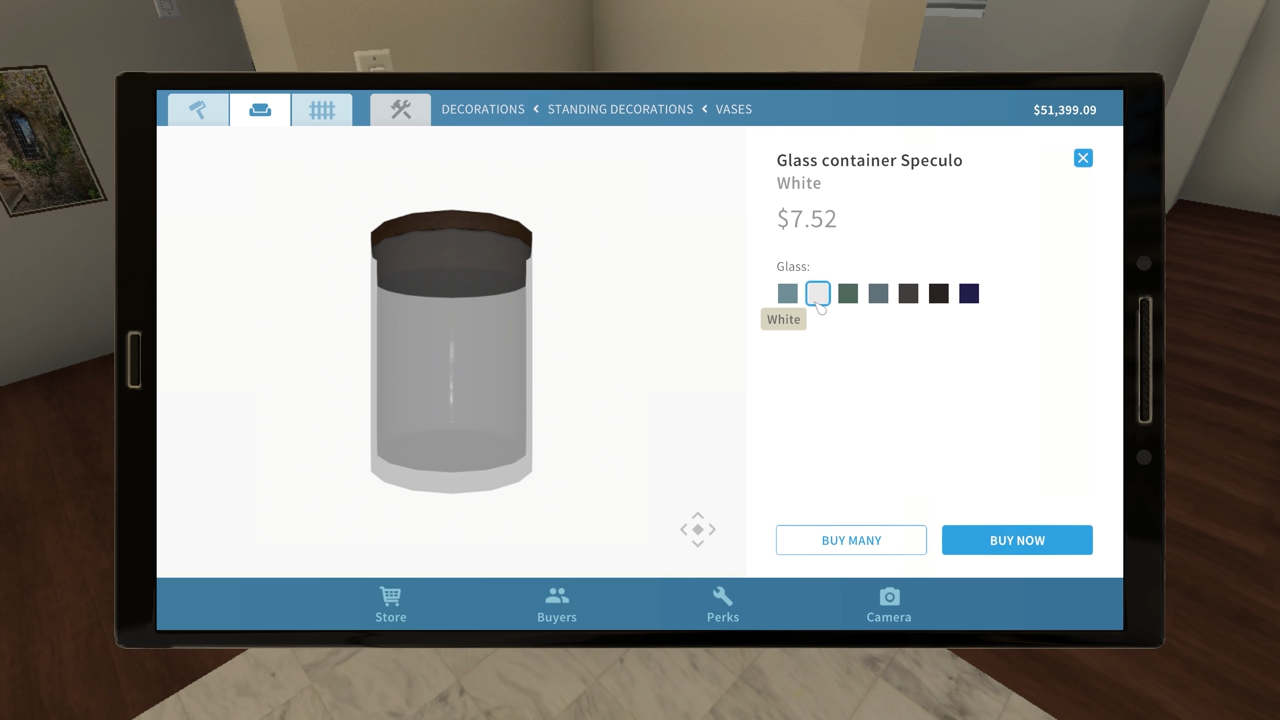 DECORATIONS < STANDING DECORATIONS < VASES
$51,399.09
Glass container Speculo
White
$7.52
Glass:
White
BUY MANY
BUY NOW
Store
Buyers
Perks
Camera